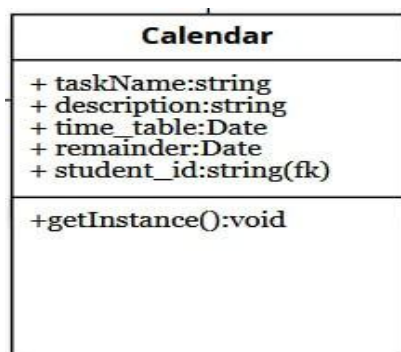 Calendar
+ taskName:string
+ description:string
+ time_table:Date
+ remainder:Date
+ student_id:string(fk)
+getInstance():void